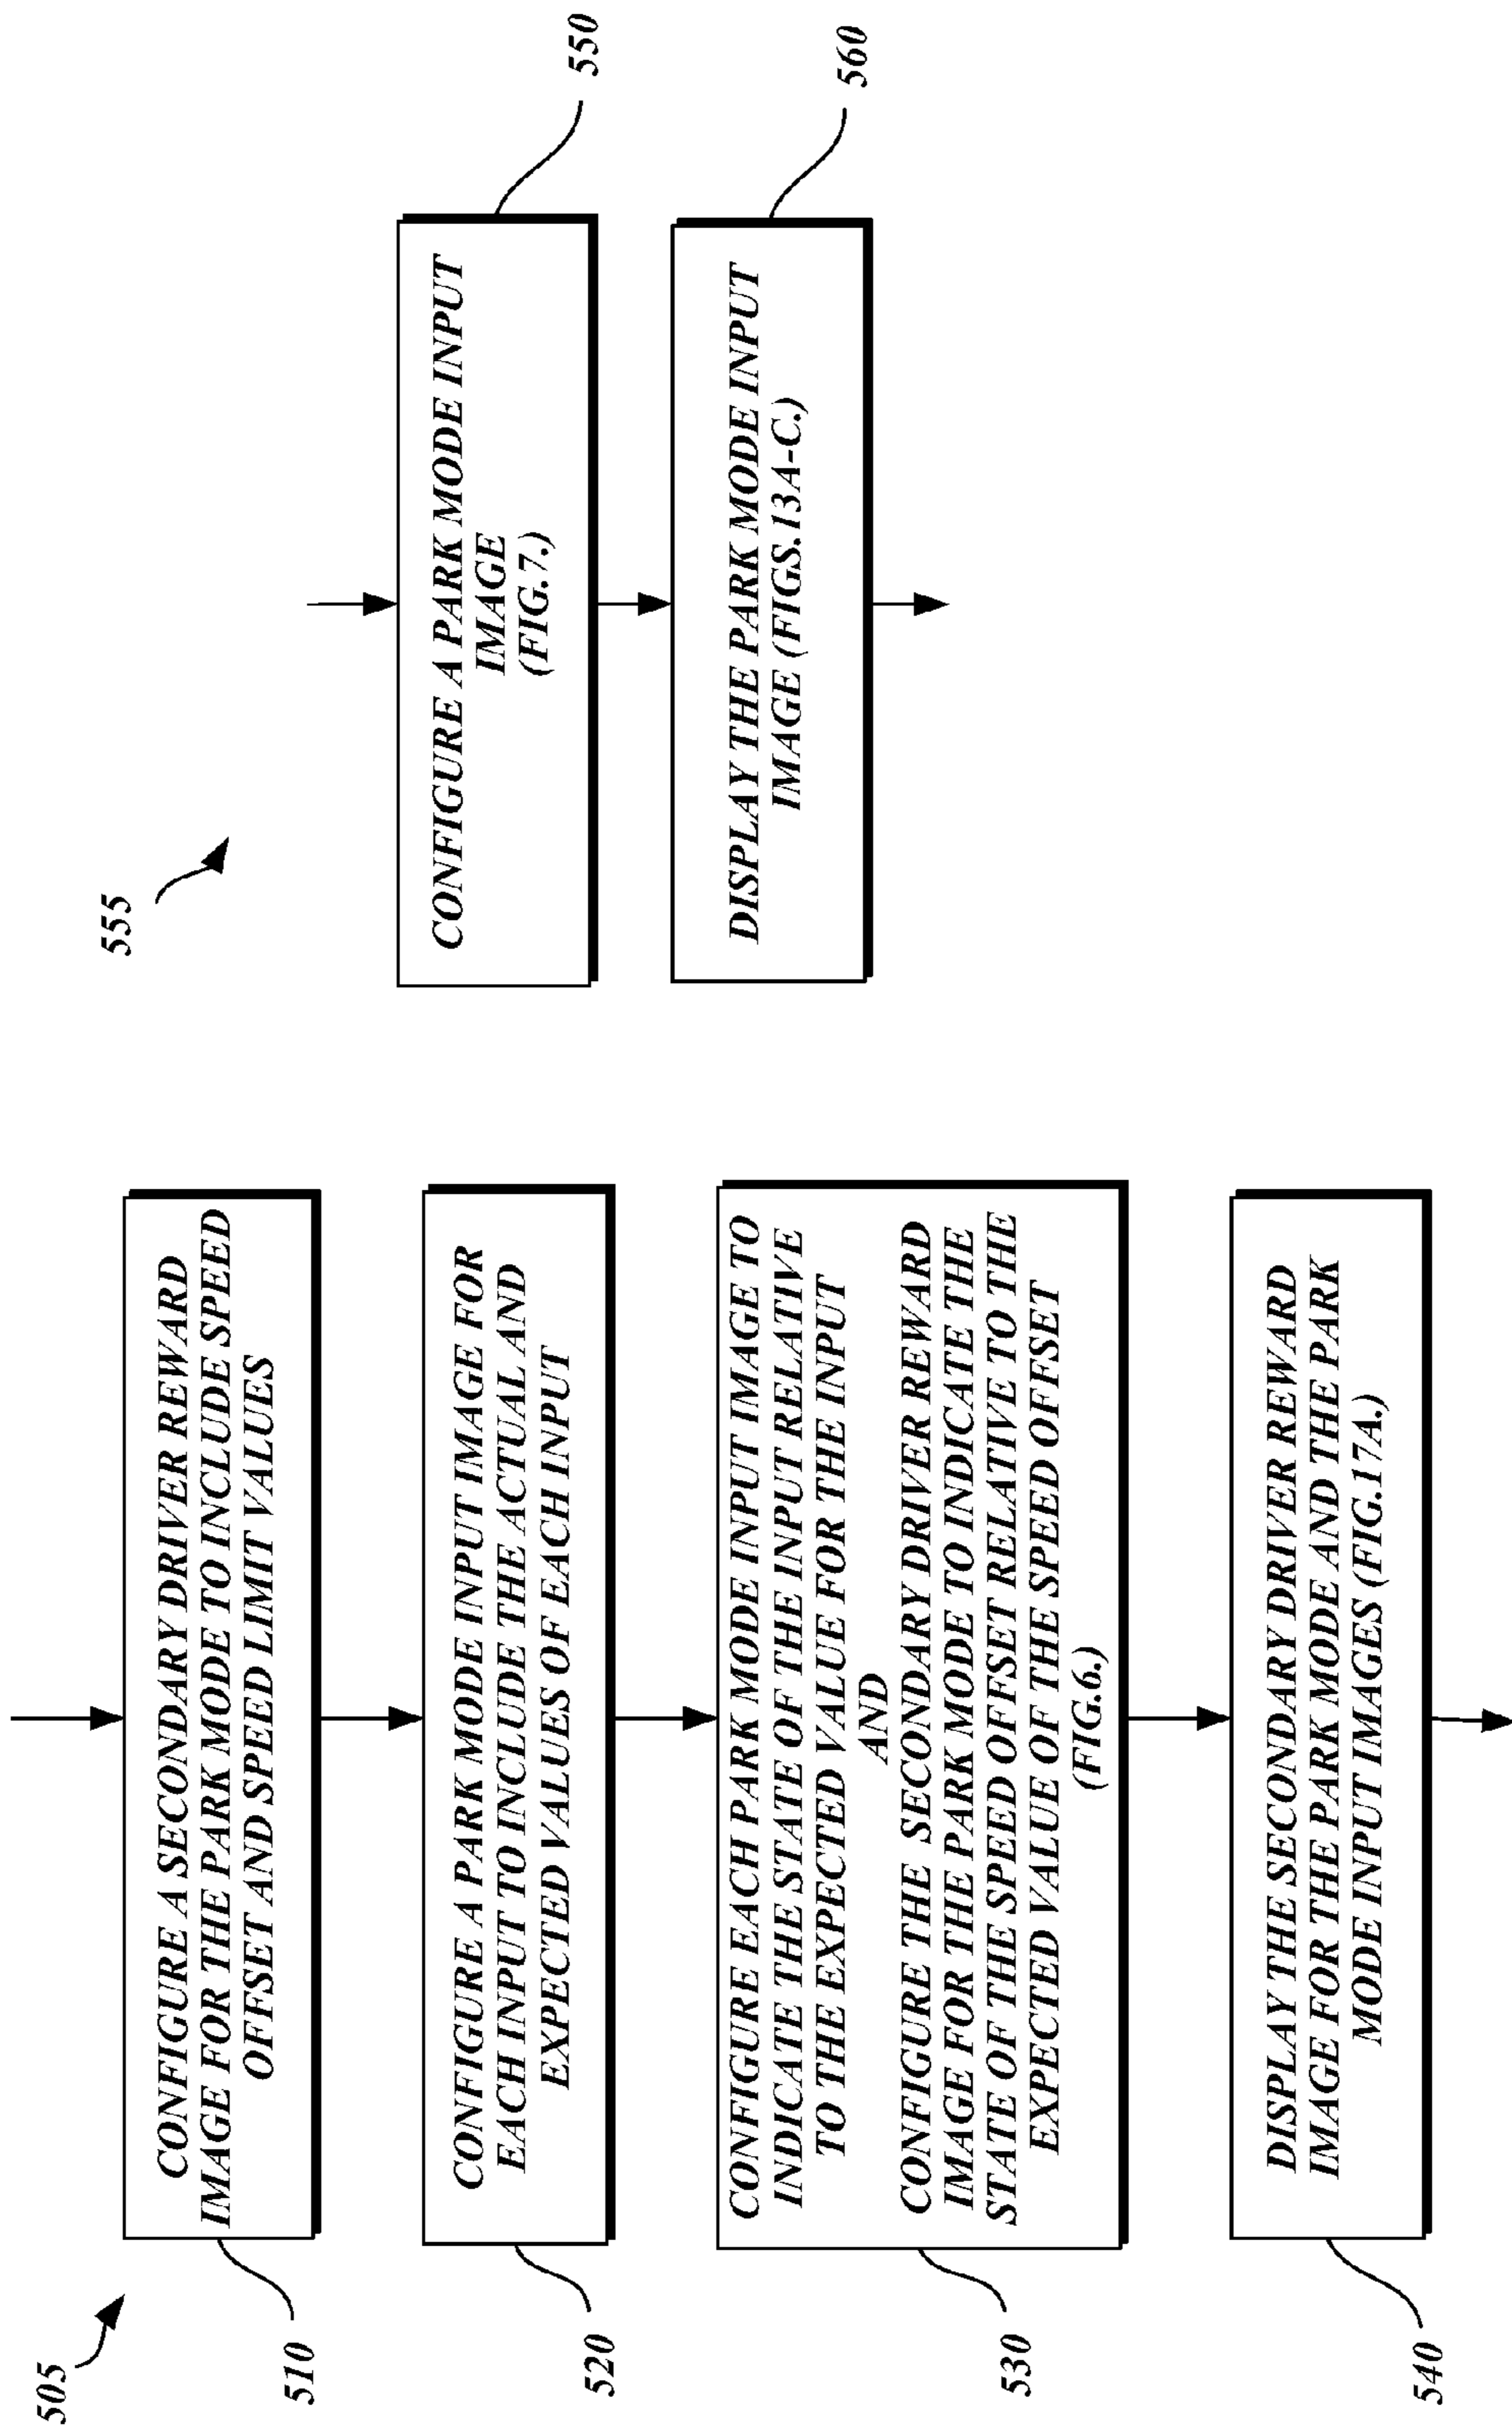 505
510
CONFIGURE A SECONDARY DRIVER REWARD
IMAGE FOR THE PARK MODE TO INCLUDE SPEED
OFFSET AND SPEED LIMIT VALUES
520
CONFIGURE A PARK MODE INPUT IMAGE FOR
EACH INPUT TO INCLUDE THE ACTUAL AND
EXPECTED VALUES OF EACH INPUT
530
CONFIGURE EACH PARK MODE INPUT IMAGE TO
INDICATE THE STATE OF THE INPUT RELATIVE
TO THE EXPECTED VALUE FOR THE INPUT
AND
CONFIGURE THE SECONDARY DRIVER REWARD
IMAGE FOR THE PARK MODE TO INDICATE THE
STATE OF THE SPEED OFFSET RELATIVE TO THE
EXPECTED VALUE OF THE SPEED OFFSET
(FIG.6.)
540
DISPLAY THE SECONDARY DRIVER REWARD
IMAGE FOR THE PARK MODE AND THE PARK
MODE INPUT IMAGES (FIG.17A.)
555
550
CONFIGURE A PARK MODE INPUT
IMAGE
(FIG.7.)
560
DISPLAY THE PARK MODE INPUT
IMAGE (FIGS.13A-C.)